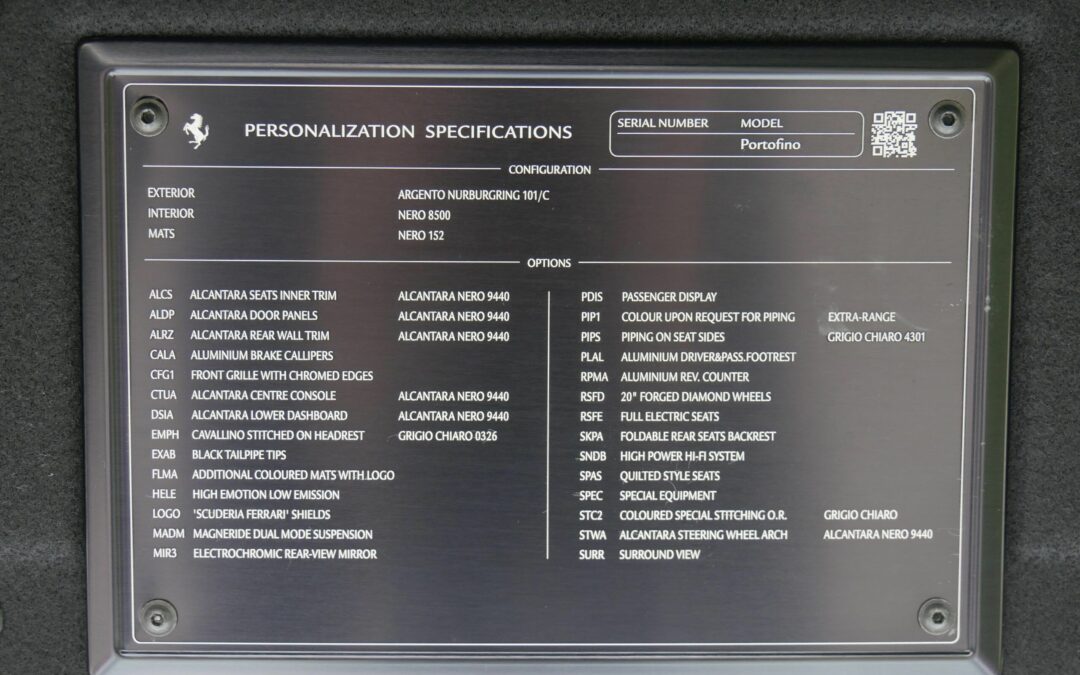 PERSONALIZATION SPECIFICATIONS
SERIAL NUMBER MODEL
Portofino
CONFIGURATION
EXTERIOR ARGENTO NURBURGRING 101/C
INTERIOR NERO 8500
MATS NERO 152
OPTIONS
ALCS ALCANTARA SEATS INNER TRIM ALCANTARA NERO 9440
ALDP ALCANTARA DOOR PANELS ALCANTARA NERO 9440
ALRZ ALCANTARA REAR WALL TRIM ALCANTARA NERO 9440
CALA ALUMINIUM BRAKE CALLIPERS
CFG1 FRONT GRILLE WITH CHROMED EDGES
CTUA ALCANTARA CENTRE CONSOLE ALCANTARA NERO 9440
DSIA ALCANTARA LOWER DASHBOARD ALCANTARA NERO 9440
EMPH CAVALLINO STITCHED ON HEADREST GRIGIO CHIARO 0326
EXAB BLACK TAILPIPE TIPS
FLMA ADDITIONAL COLOURED MATS WITH LOGO
HELE HIGH EMOTION LOW EMISSION
LOGO 'SCUDERIA FERRARI' SHIELDS
MADM MAGNERIDE DUAL MODE SUSPENSION
MIR3 ELECTROCHROMIC REAR-VIEW MIRROR
PDIS PASSENGER DISPLAY
PIP1 COLOUR UPON REQUEST FOR PIPING EXTRA-RANGE
PIPS PIPING ON SEAT SIDES GRIGIO CHIARO 4301
PLAL ALUMINIUM DRIVER&PASS.FOOTREST
RPMA ALUMINIUM REV. COUNTER
RSFD 20" FORGED DIAMOND WHEELS
RSFE FULL ELECTRIC SEATS
SKPA FOLDABLE REAR SEATS BACKREST
SNDB HIGH POWER HI-FI SYSTEM
SPAS QUILTED STYLE SEATS
SPEC SPECIAL EQUIPMENT
STC2 COLOURED SPECIAL STITCHING O.R. GRIGIO CHIARO
STWA ALCANTARA STEERING WHEEL ARCH ALCANTARA NERO 9440
SURR SURROUND VIEW